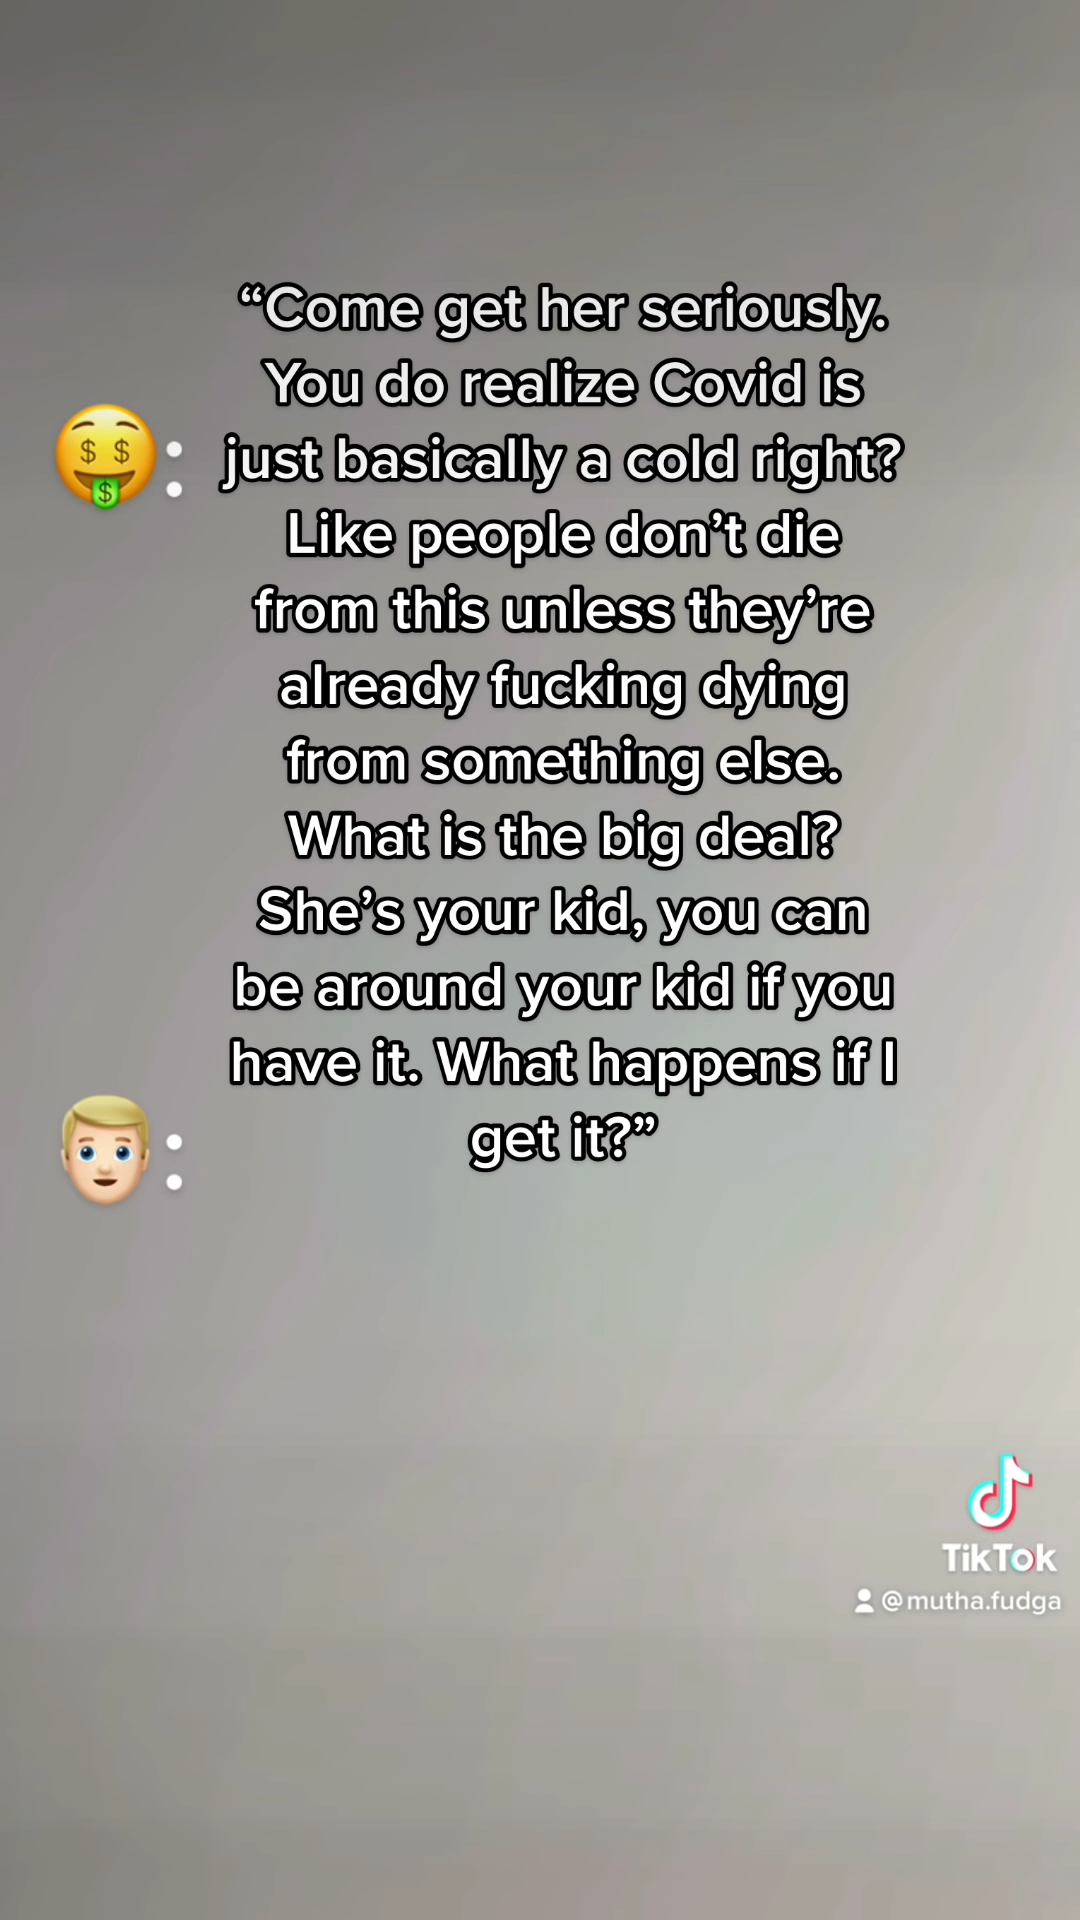 “Come get her seriously.
You do realize Covid is
just basically a cold right?
Like people don’t die
from this unless they’re
already fucking dying
from something else.
What is the big deal?
She’s your kid, you can
be around your kid if you
have it. What happens if I
get it?”
:
:
TikTok
@mutha.fudga